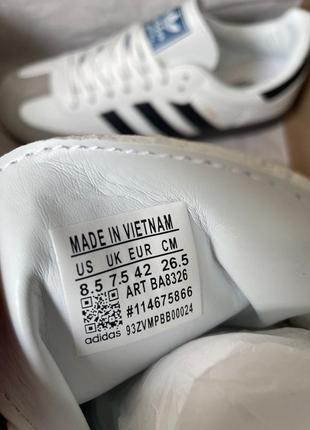 MADE IN VIETNAM
US UK EUR CM
8.5 7.5 42 26.5
ART BA8326
#114675866
adidas 93ZVMPBB00024